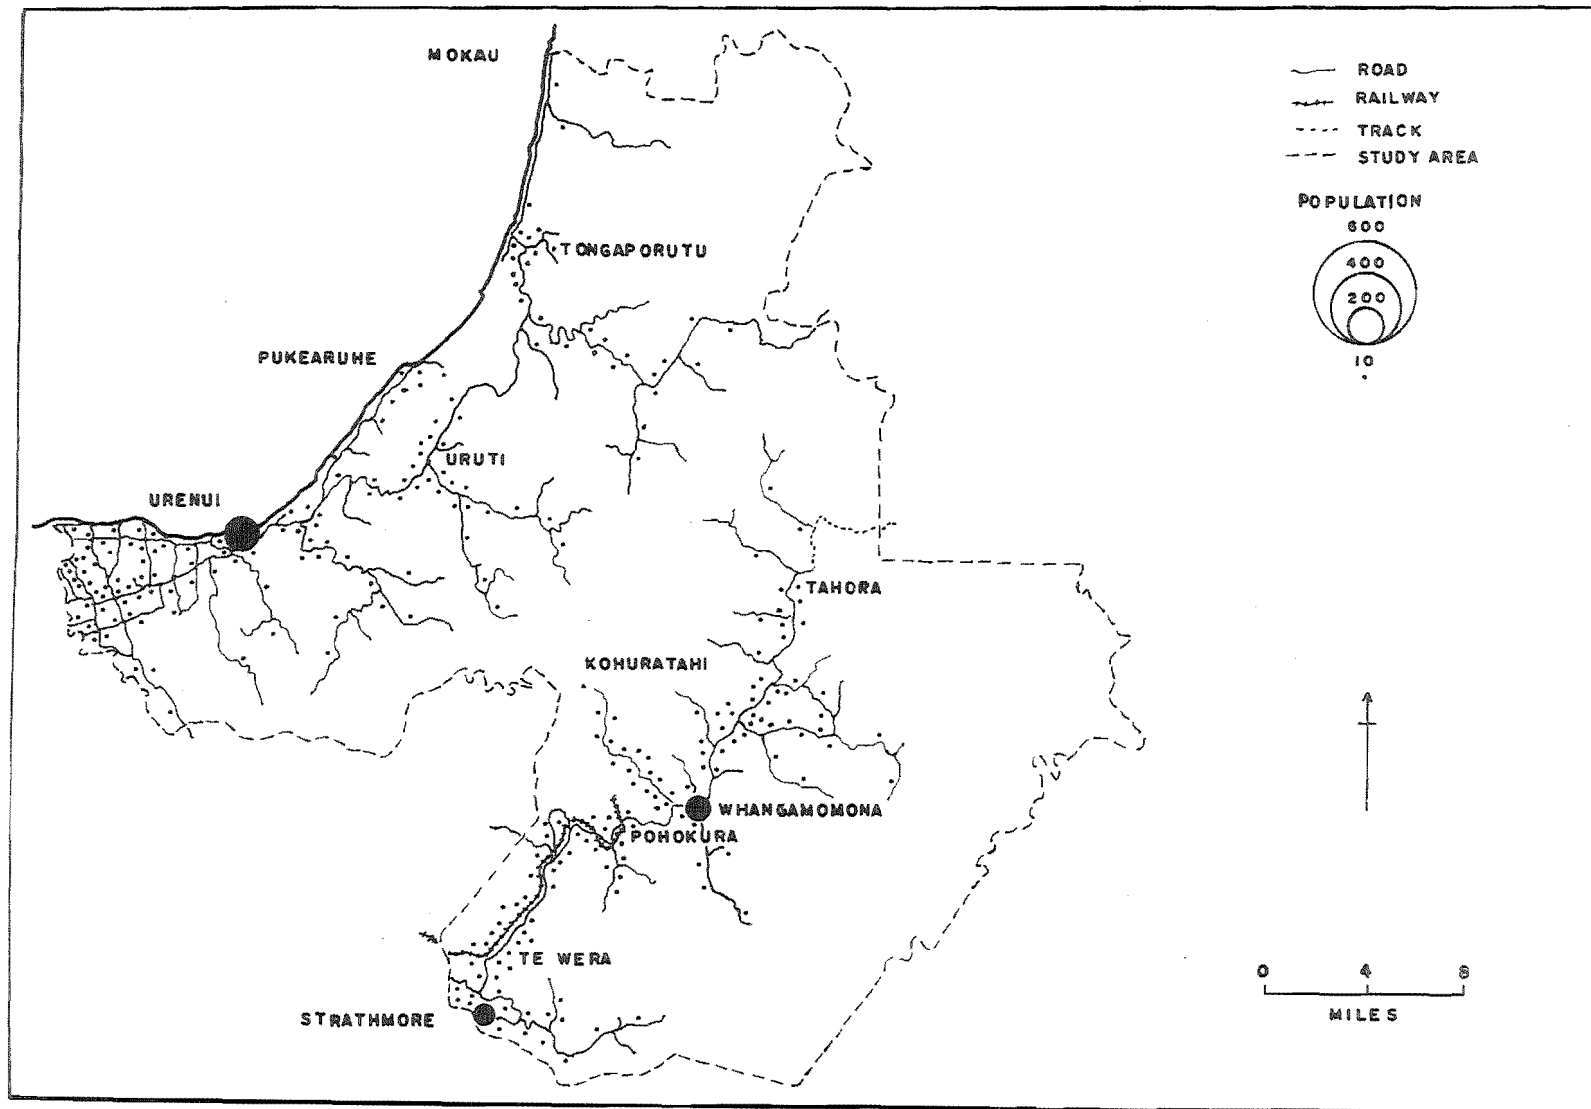 MOKAU
ROAD
RAILWAY
TRACK
STUDY AREA
POPULATION
600
400
200
10
TONGAPORUTU
PUKEARUHE
URUTI
URENUI
TAHORA
KOHURATAHI
WHANGAMOMONA
POHOKURA
TE WERA
STRATHMORE
0 4 8
MILES